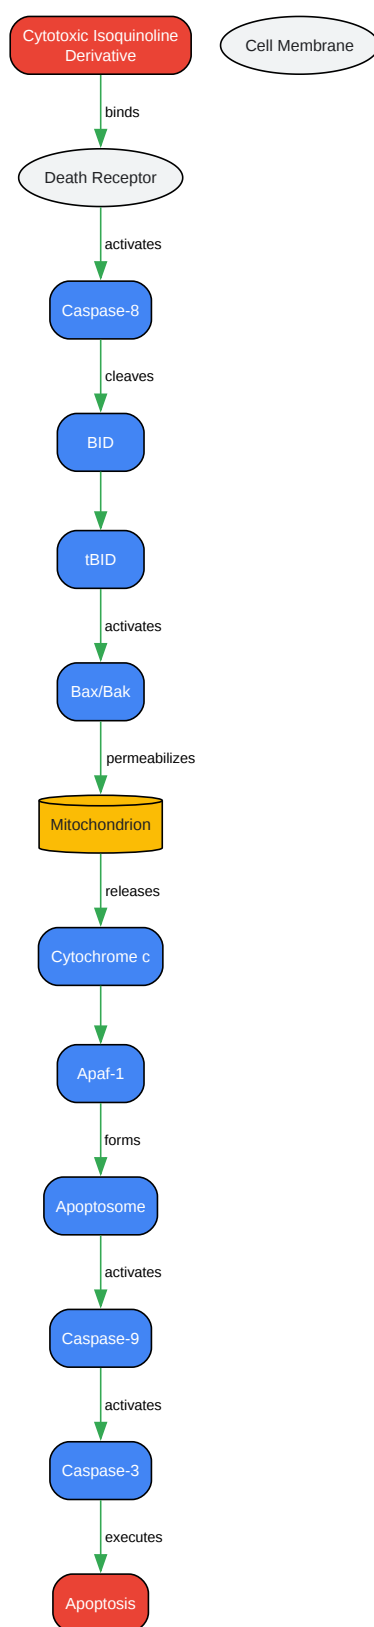 Cytotoxic Isoquinoline
Derivative
Cell Membrane
binds
Death Receptor
activates
Caspase-8
cleaves
BID
tBID
activates
Bax/Bak
permeabilizes
Mitochondrion
releases
Cytochrome c
Apaf-1
forms
Apoptosome
activates
Caspase-9
activates
Caspase-3
executes
Apoptosis